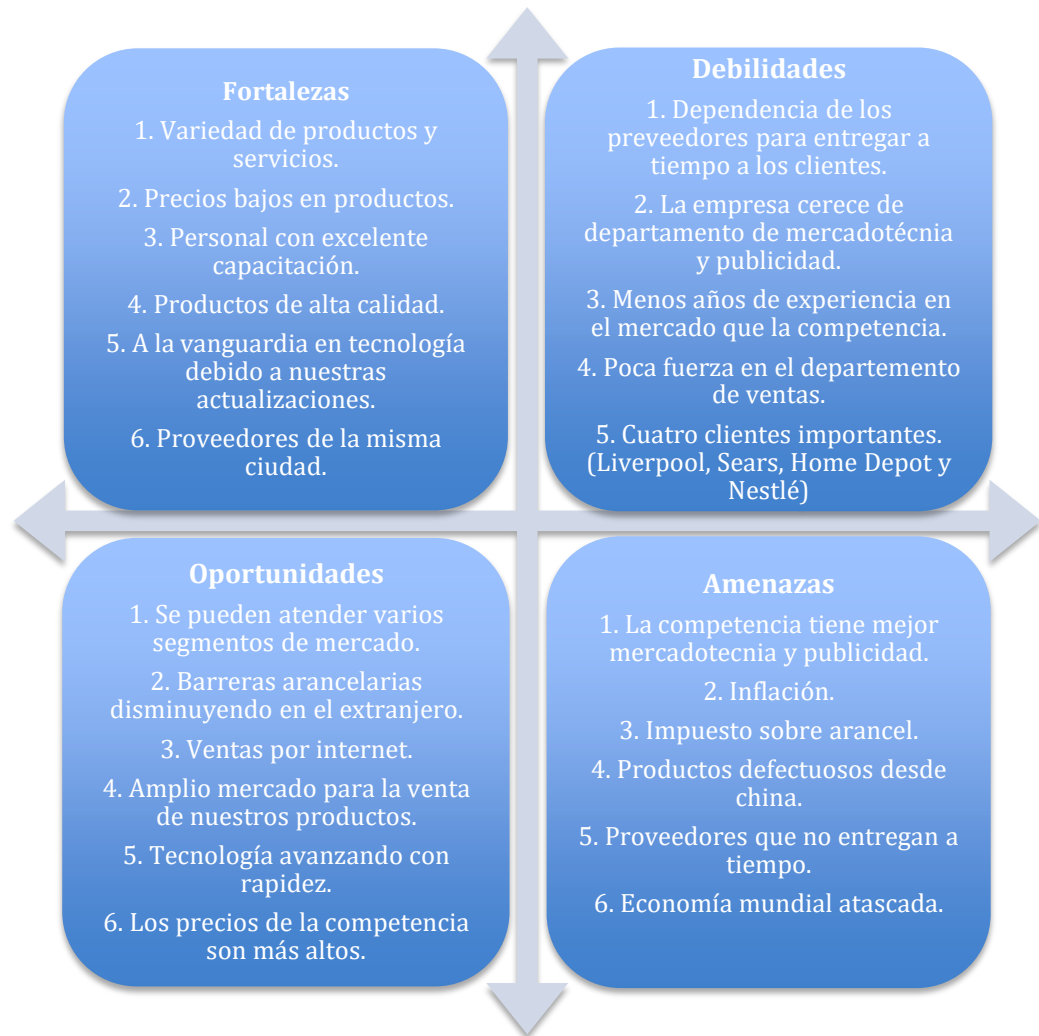 Fortalezas
1. Variedad de productos y
servicios.
2. Precios bajos en productos.
3. Personal con excelente
capacitación.
4. Productos de alta calidad.
5. A la vanguardia en tecnología
debido a nuestras
actualizaciones.
6. Proveedores de la misma
ciudad.
Debilidades
1. Dependencia de los
preveedores para entregar a
tiempo a los clientes.
2. La empresa cerece de
departamento de mercadotécnia
y publicidad.
3. Menos años de experiencia en
el mercado que la competencia.
4. Poca fuerza en el departemento
de ventas.
5. Cuatro clientes importantes.
(Liverpool, Sears, Home Depot y
Nestlé)
Oportunidades
1. Se pueden atender varios
segmentos de mercado.
2. Barreras arancelarias
disminuyendo en el extranjero.
3. Ventas por internet.
4. Amplio mercado para la venta
de nuestros productos.
5. Tecnología avanzando con
rapidez.
6. Los precios de la competencia
son más altos.
Amenazas
1. La competencia tiene mejor
mercadotecnia y publicidad.
2. Inflación.
3. Impuesto sobre arancel.
4. Productos defectuosos desde
china.
5. Proveedores que no entregan a
tiempo.
6. Economía mundial atascada.